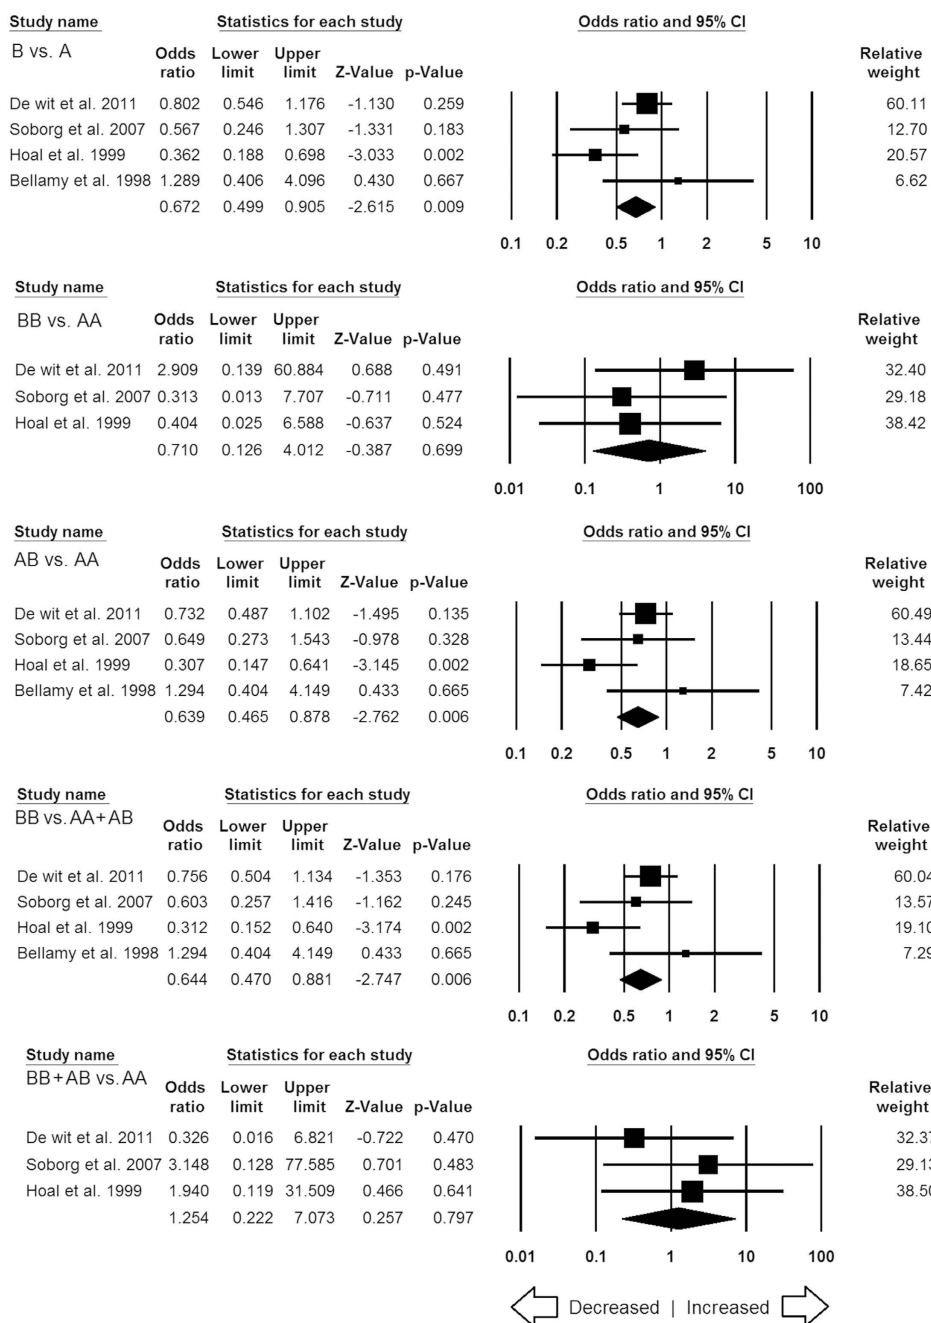 Study name Statistics for each study Odds ratio and 95% CI
B vs. A Odds Lower Upper Relative
ratio limit limit Z-Value p-Value weight
De wit et al. 2011 0.802 0.546 1.176 -1.130 0.259 60.11
Soborg et al. 2007 0.567 0.246 1.307 -1.331 0.183 12.70
Hoal et al. 1999 0.362 0.188 0.698 -3.033 0.002 20.57
Bellamy et al. 1998 1.289 0.406 4.096 0.430 0.667 6.62
0.672 0.499 0.905 -2.615 0.009
0.1 0.2 0.5 1 2 5 10
Study name Statistics for each study Odds ratio and 95% CI
BB vs. AA Odds Lower Upper Relative
ratio limit limit Z-Value p-Value weight
De wit et al. 2011 2.909 0.139 60.884 0.688 0.491 32.40
Soborg et al. 2007 0.313 0.013 7.707 -0.711 0.477 29.18
Hoal et al. 1999 0.404 0.025 6.588 -0.637 0.524 38.42
0.710 0.126 4.012 -0.387 0.699
0.01 0.1 1 10 100
Study name Statistics for each study Odds ratio and 95% CI
AB vs. AA Odds Lower Upper Relative
ratio limit limit Z-Value p-Value weight
De wit et al. 2011 0.732 0.487 1.102 -1.495 0.135 60.49
Soborg et al. 2007 0.649 0.273 1.543 -0.978 0.328 13.44
Hoal et al. 1999 0.307 0.147 0.641 -3.145 0.002 18.65
Bellamy et al. 1998 1.294 0.404 4.149 0.433 0.665 7.42
0.639 0.465 0.878 -2.762 0.006
0.1 0.2 0.5 1 2 5 10
Study name Statistics for each study Odds ratio and 95% CI
BB vs. AA+AB Odds Lower Upper Relative
ratio limit limit Z-Value p-Value weight
De wit et al. 2011 0.756 0.504 1.134 -1.353 0.176 60.04
Soborg et al. 2007 0.603 0.257 1.416 -1.162 0.245 13.57
Hoal et al. 1999 0.312 0.152 0.640 -3.174 0.002 19.10
Bellamy et al. 1998 1.294 0.404 4.149 0.433 0.665 7.29
0.644 0.470 0.881 -2.747 0.006
0.1 0.2 0.5 1 2 5 10
Study name Statistics for each study Odds ratio and 95% CI
BB+AB vs. AA Odds Lower Upper Relative
ratio limit limit Z-Value p-Value weight
De wit et al. 2011 0.326 0.016 6.821 -0.722 0.470 32.37
Soborg et al. 2007 3.148 0.128 77.585 0.701 0.483 29.13
Hoal et al. 1999 1.940 0.119 31.509 0.466 0.641 38.50
1.254 0.222 7.073 0.257 0.797
0.01 0.1 1 10 100
Decreased | Increased